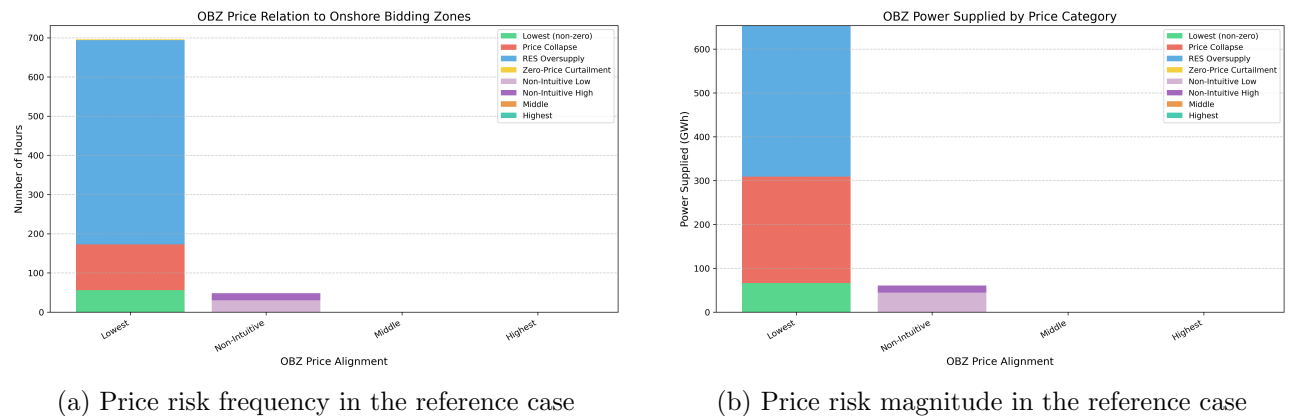 OBZ Price Relation to Onshore Bidding Zones
Number of Hours
700
600
500
400
300
200
100
0
Lowest (non-zero)
Price Collapse
RES Oversupply
Zero-Price Curtailment
Non-Intuitive Low
Non-Intuitive High
Middle
Highest
Lowest
Non-Intuitive
Middle
Highest
OBZ Price Alignment
(a) Price risk frequency in the reference case
OBZ Power Supplied by Price Category
Power Supplied (GWh)
600
500
400
300
200
100
0
Lowest (non-zero)
Price Collapse
RES Oversupply
Zero-Price Curtailment
Non-Intuitive Low
Non-Intuitive High
Middle
Highest
Lowest
Non-Intuitive
Middle
Highest
OBZ Price Alignment
(b) Price risk magnitude in the reference case